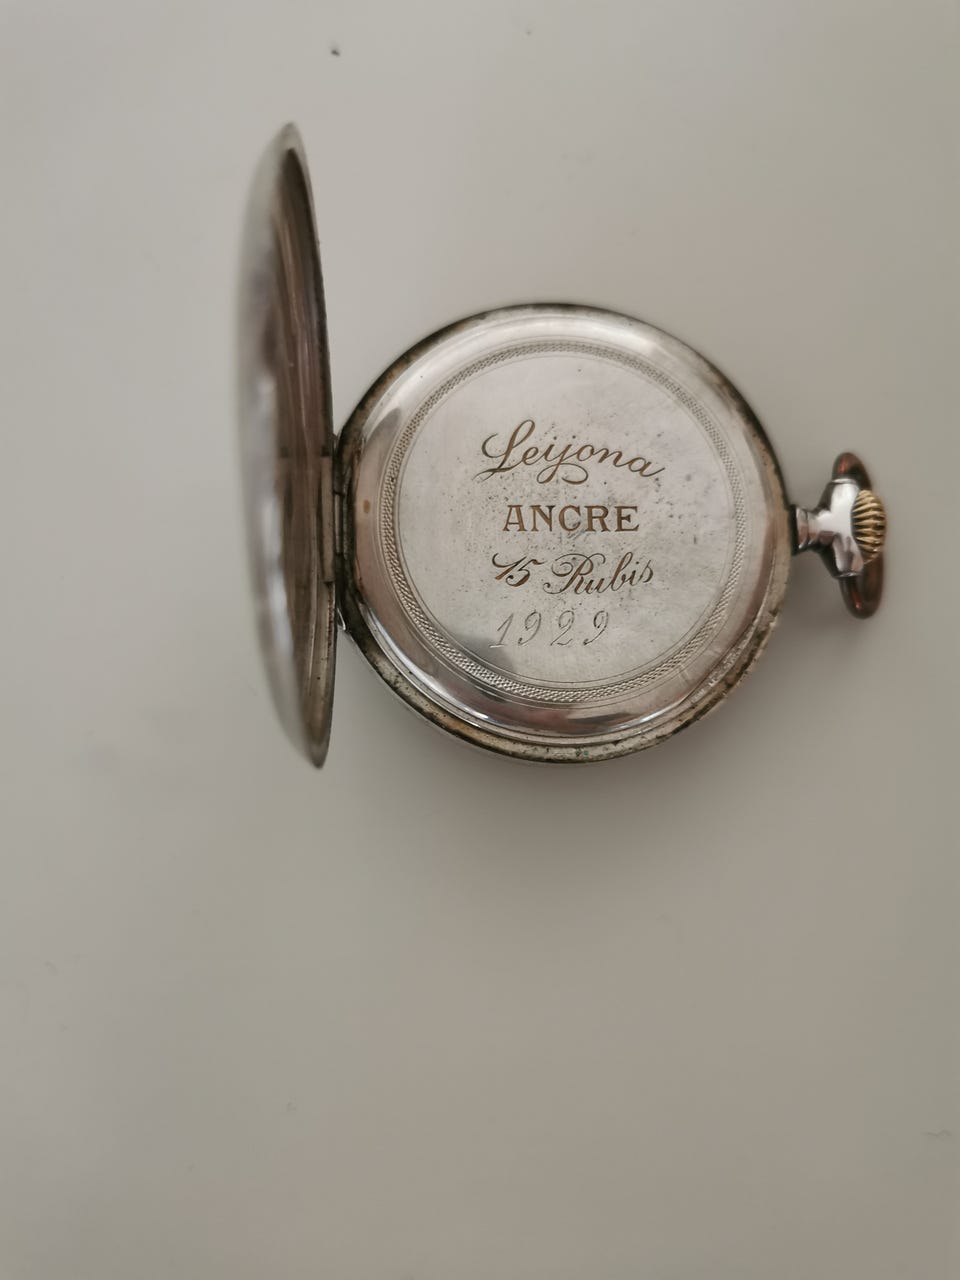 Leijona
ANCRE
15 Rubis
1929